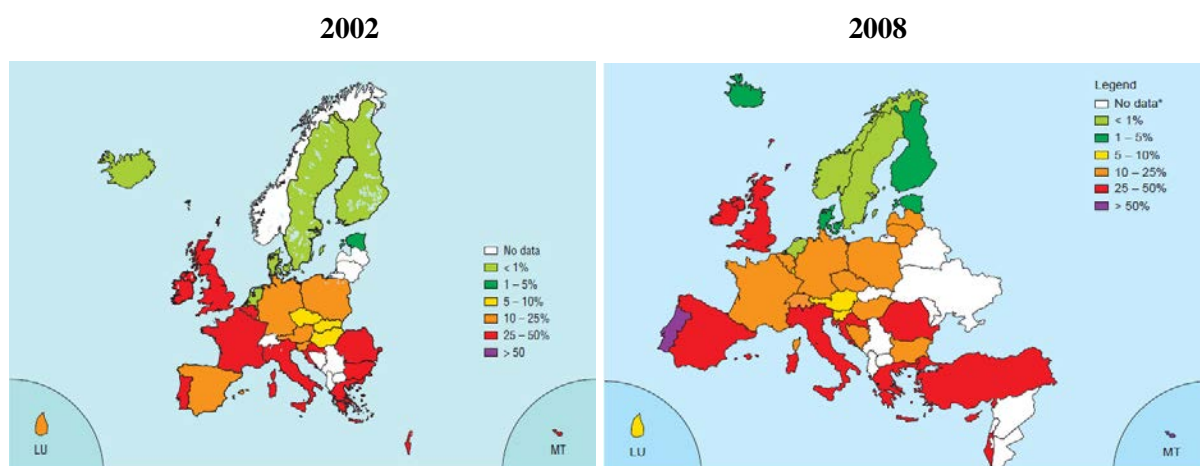 2002
2008
No data
< 1%
1 – 5%
5 – 10%
10 – 25%
25 – 50%
> 50
LU
MT
Legend
No data*
< 1%
1 – 5%
5 – 10%
10 – 25%
25 – 50%
> 50%
LU
MT